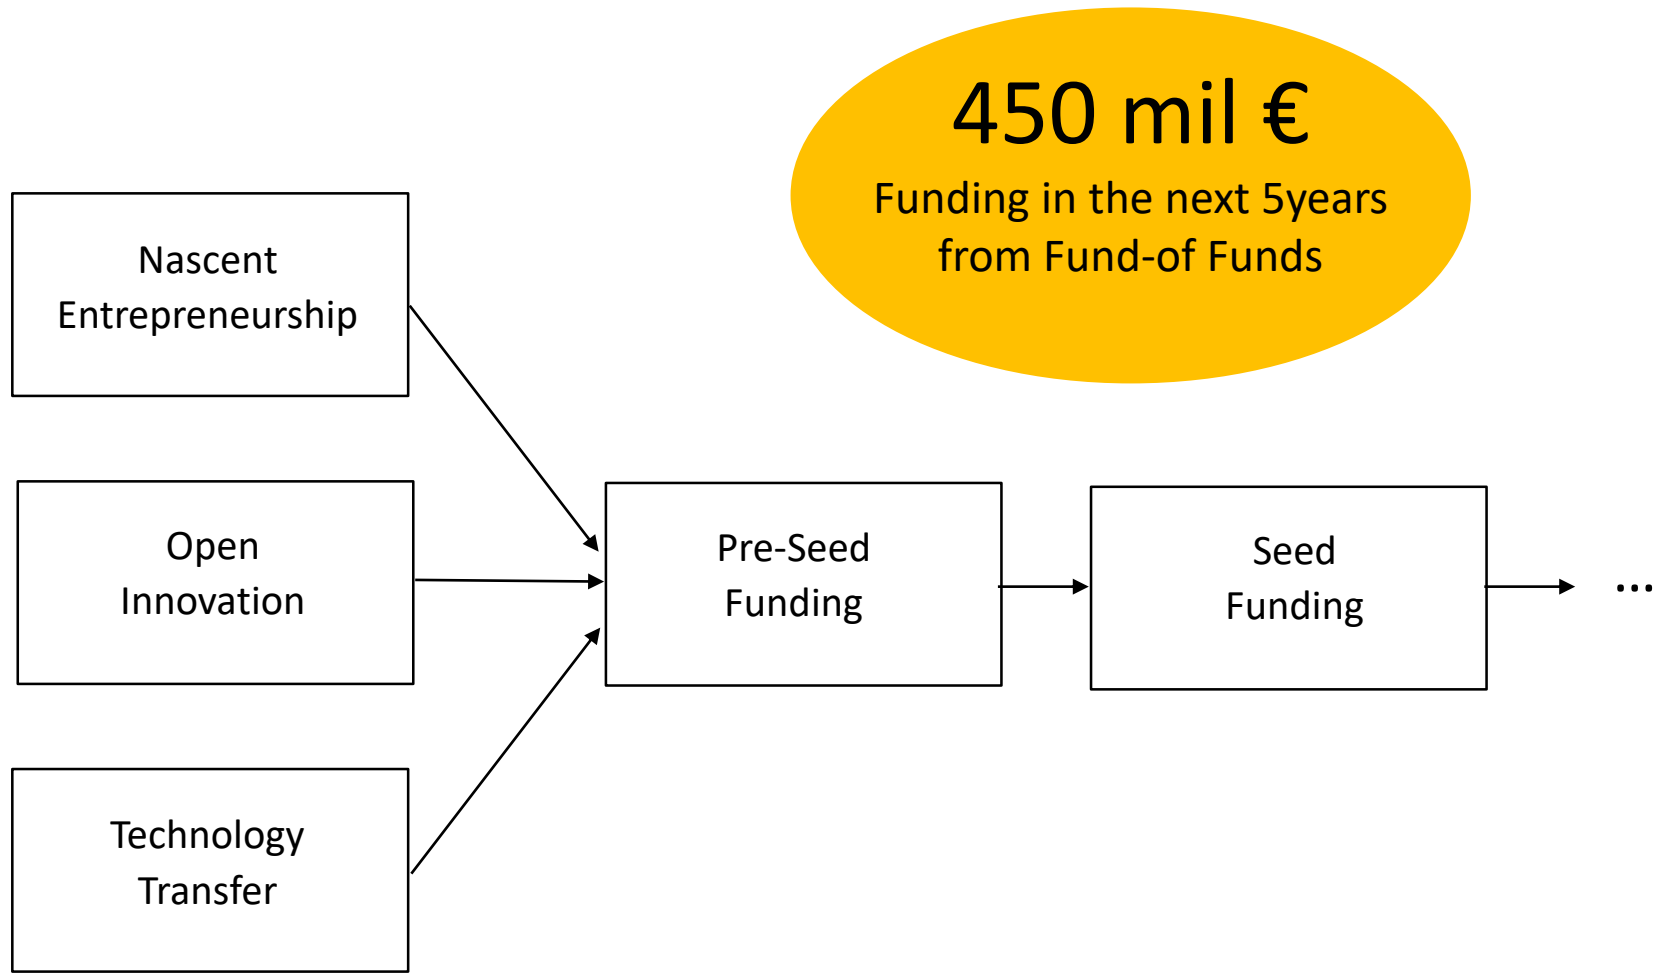 450 mil €
Funding in the next 5years
from Fund-of Funds
Nascent
Entrepreneurship
Open
Innovation
Technology
Transfer
Pre-Seed
Funding
Seed
Funding
...